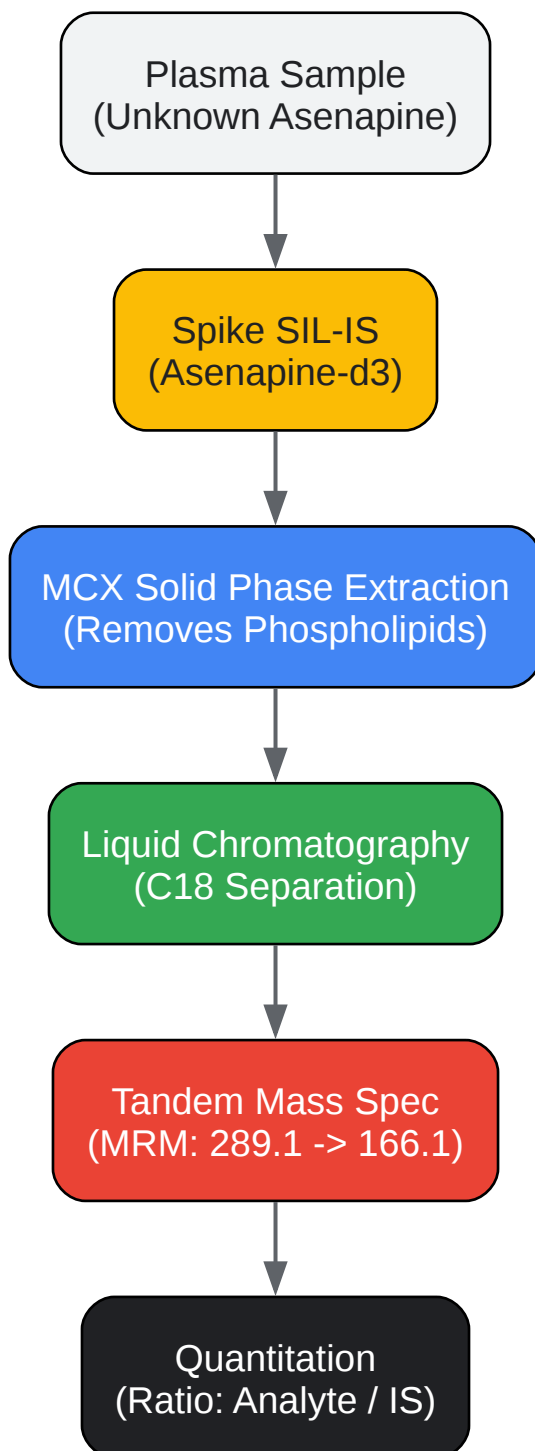 Plasma Sample
(Unknown Asenapine)
Spike SIL-IS
(Asenapine-d3)
MCX Solid Phase Extraction
(Removes Phospholipids)
Liquid Chromatography
(C18 Separation)
Tandem Mass Spec
(MRM: 289.1 -> 166.1)
Quantitation
(Ratio: Analyte / IS)